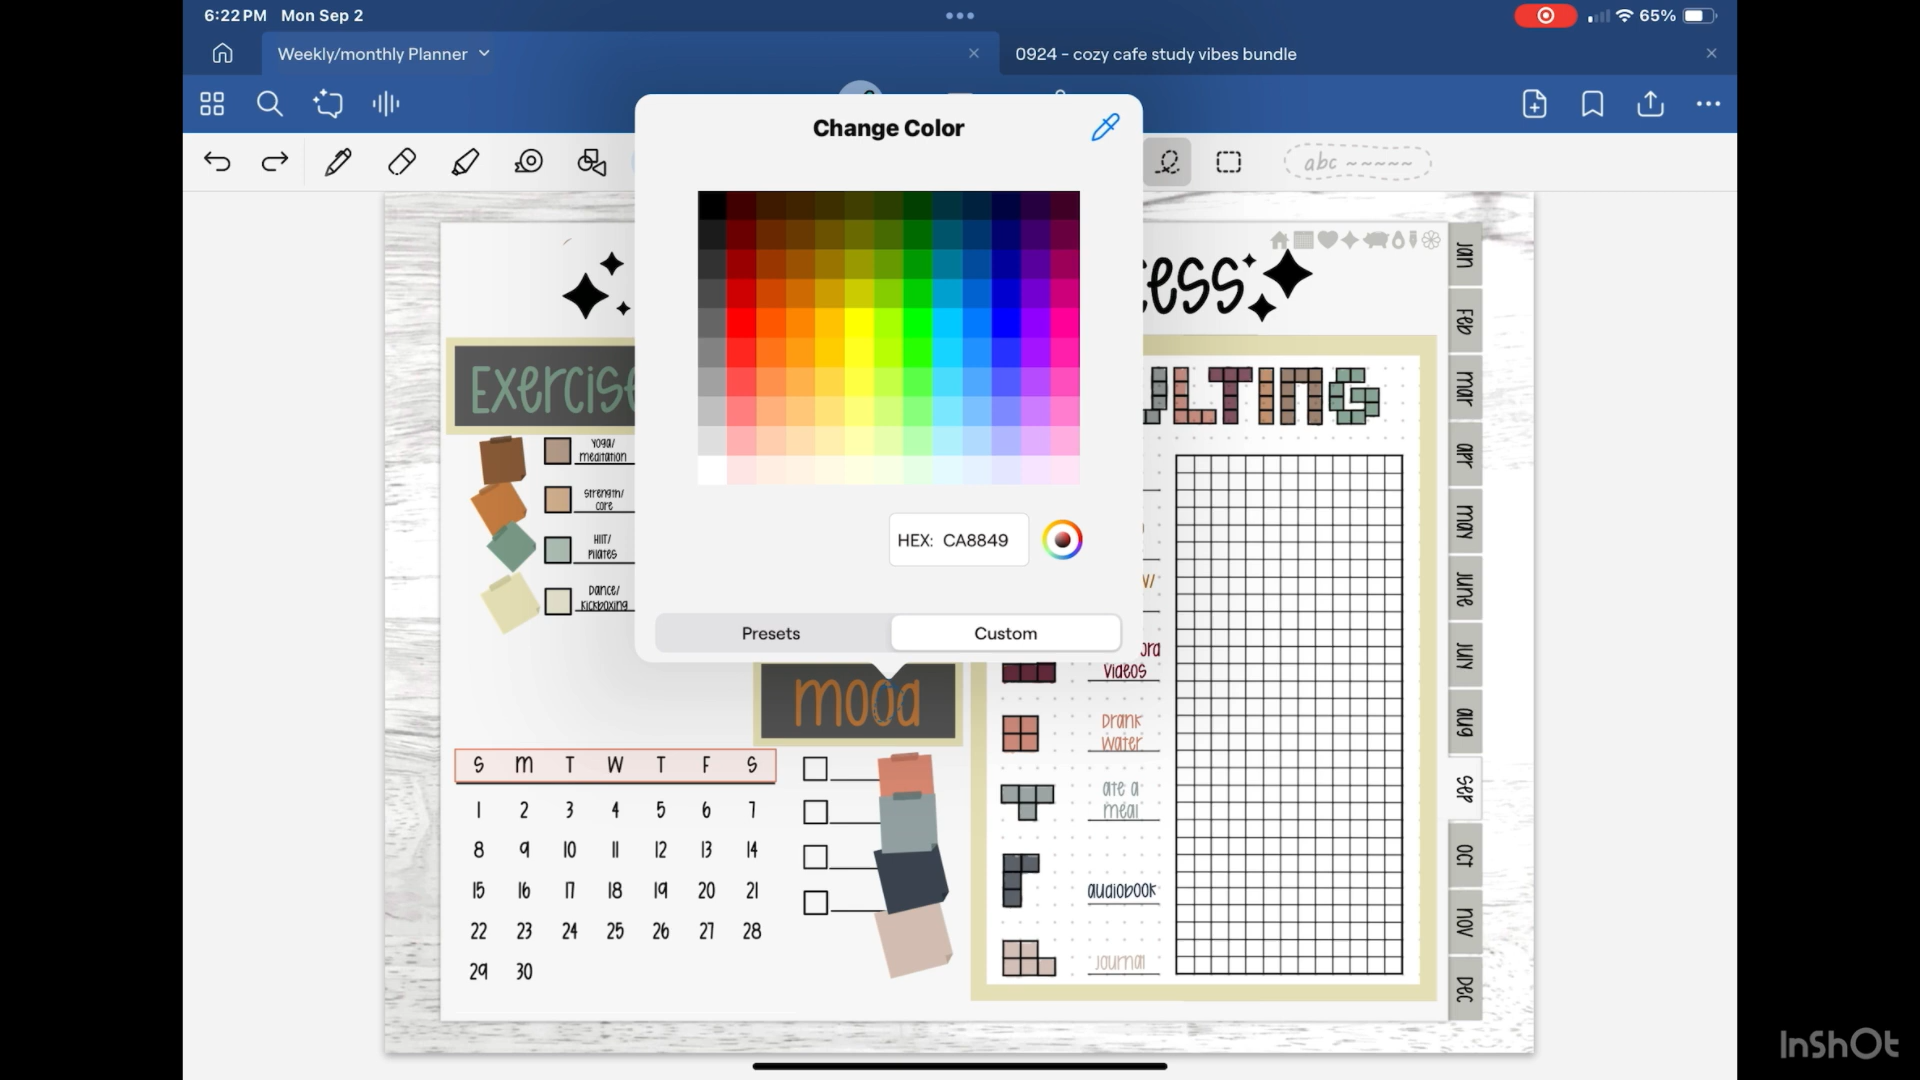 6:22 PM Mon Sep 2
65%
Weekly/monthly Planner
0924 - cozy cafe study vibes bundle
Change Color
abc
HEX: CA8849
Presets
Custom
Exercise
Yoga/
meditation
Strength/
core
HIIT/
Pilates
Dance/
Kickboxing
mood
S m T W T F S
1 2 3 4 5 6 7
8 9 10 11 12 13 14
15 16 17 18 19 20 21
22 23 24 25 26 27 28
29 30
ess
ULTING
videos
Drank
water
ate a
meal
audiobook
Journal
Jan
Feb
mar
apr
may
June
July
aug
Sep
Oct
nov
Dec
InShOt